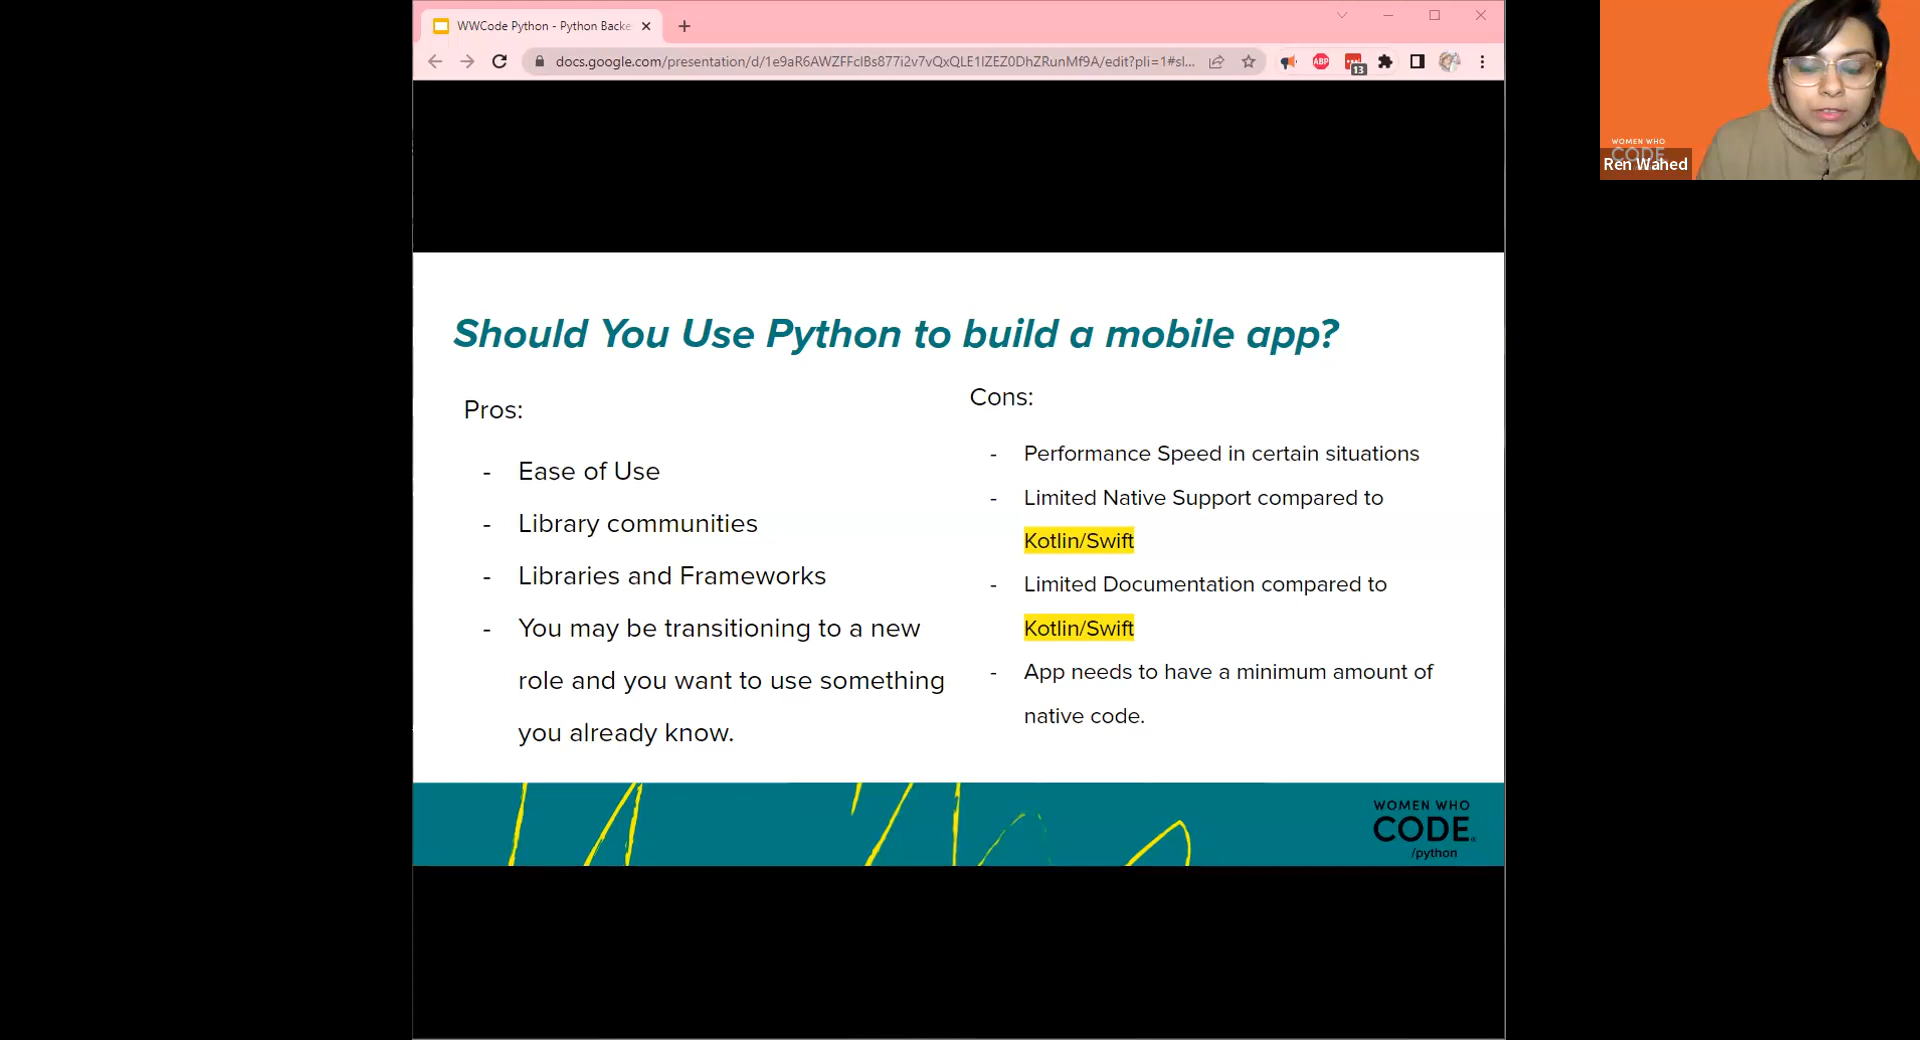 WWCode Python - Python Backe
docs.google.com/presentation/d/1e9aR6AWZFFcIBs877i2v7vQxQLE1IZEZ0DhZRunMf9A/edit?pli=1#sl...
ABP
13
WOMEN WHO
CODE
Ren Wahed
Should You Use Python to build a mobile app?
Pros:
- Ease of Use
- Library communities
- Libraries and Frameworks
- You may be transitioning to a new
role and you want to use something
you already know.
Cons:
- Performance Speed in certain situations
- Limited Native Support compared to
Kotlin/Swift
- Limited Documentation compared to
Kotlin/Swift
- App needs to have a minimum amount of
native code.
WOMEN WHO
CODE
/python